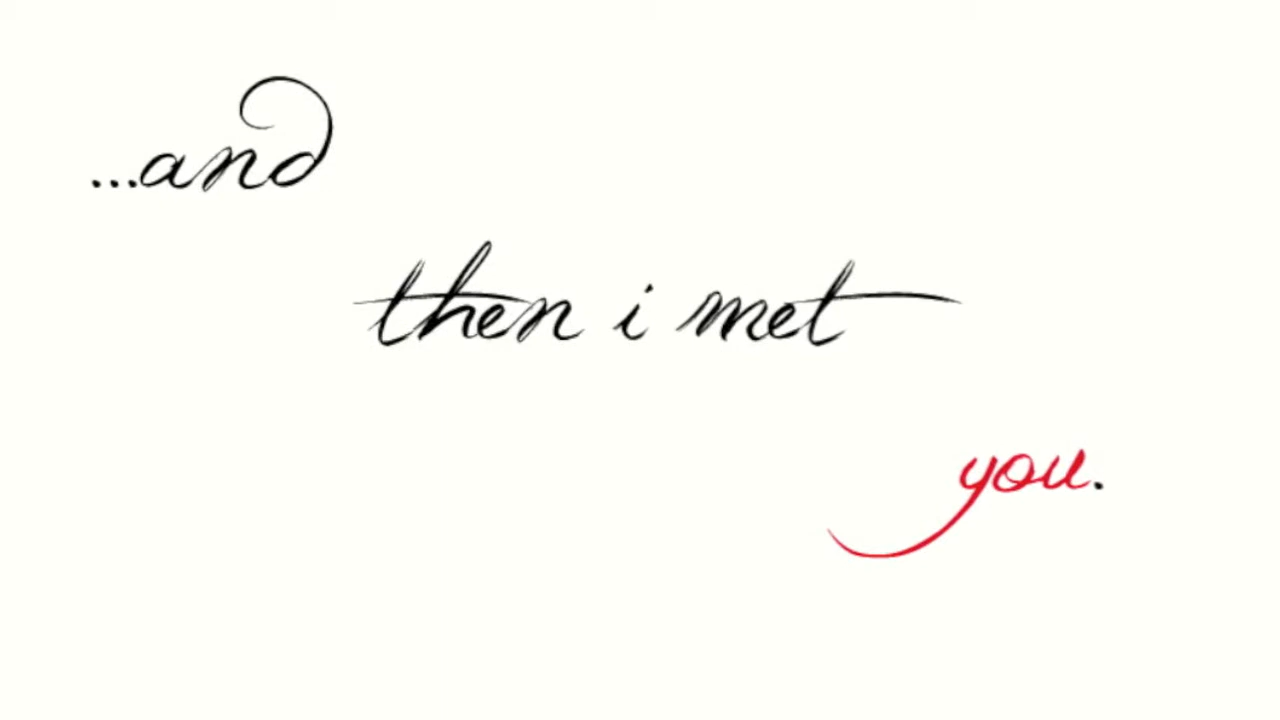 ...and
then i met
you.